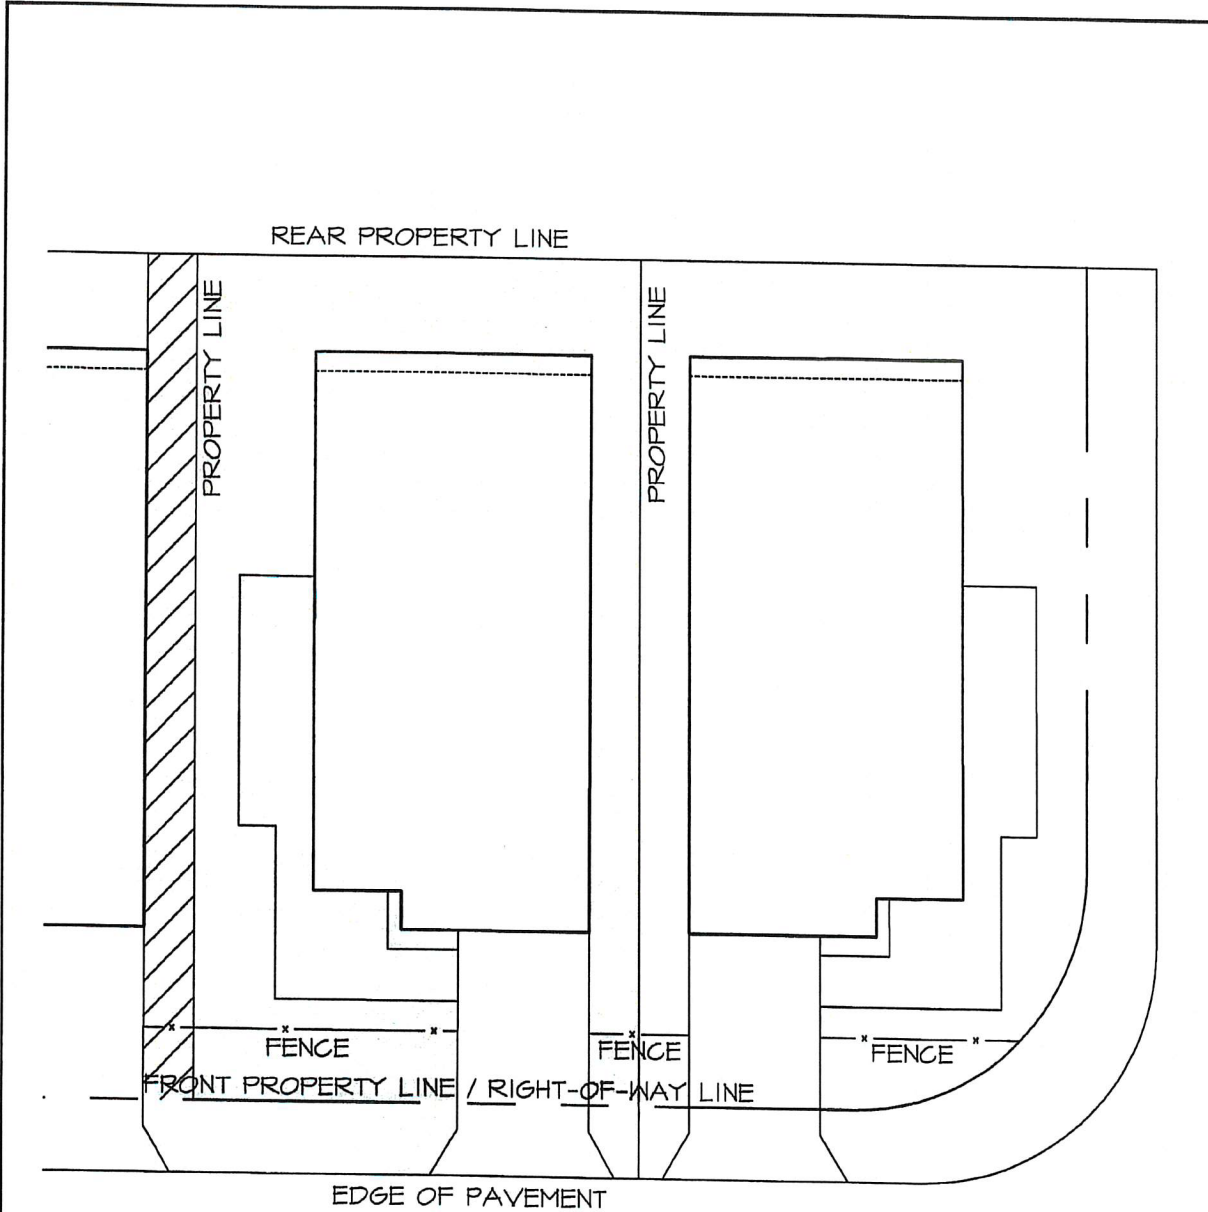 REAR PROPERTY LINE
PROPERTY LINE
PROPERTY LINE
FENCE
FENCE
FENCE
FRONT PROPERTY LINE / RIGHT-OF-WAY LINE
EDGE OF PAVEMENT